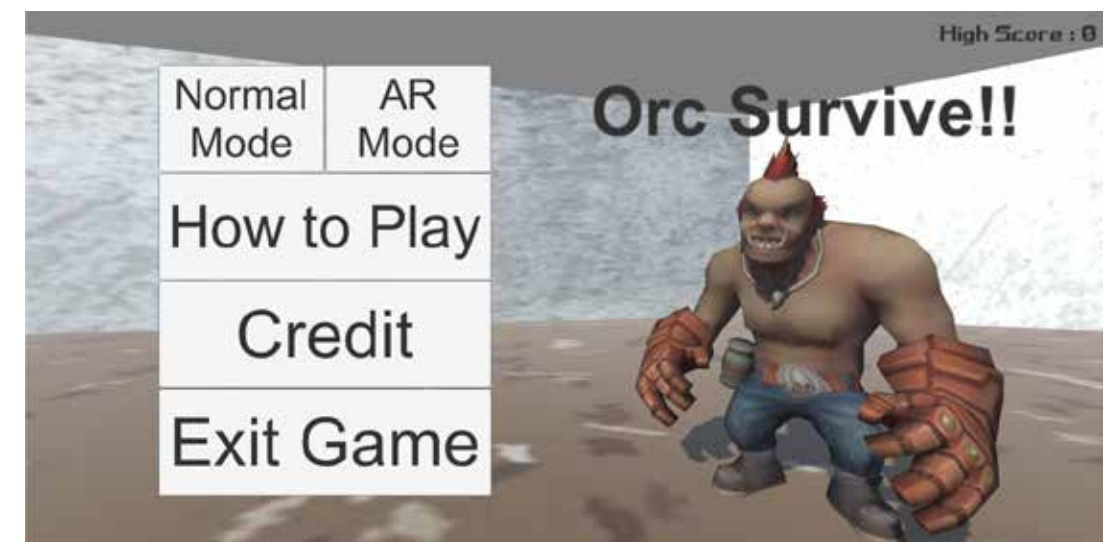 High Score : 0
Orc Survive!!
Normal
Mode
AR
Mode
How to Play
Credit
Exit Game